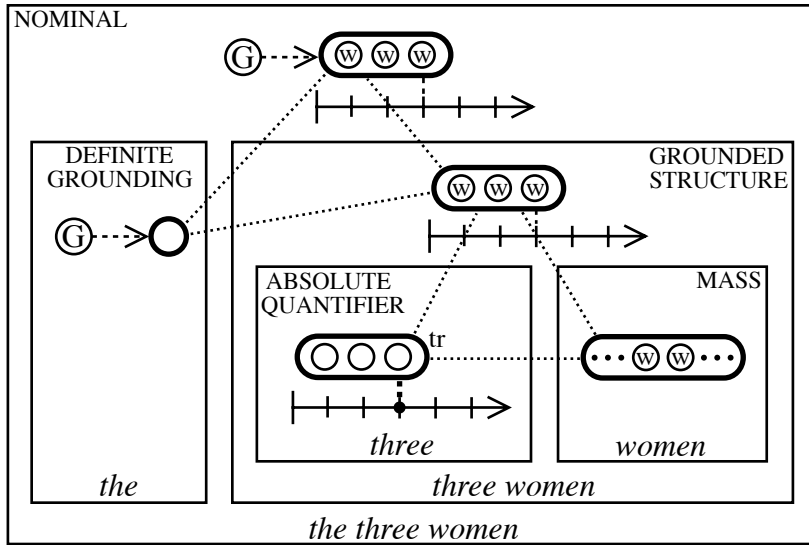 NOMINAL
G
w w w
DEFINITE
GROUNDING
G
the
GROUNDED
STRUCTURE
w w w
ABSOLUTE
QUANTIFIER
tr
three
MASS
w w
women
three women
the three women